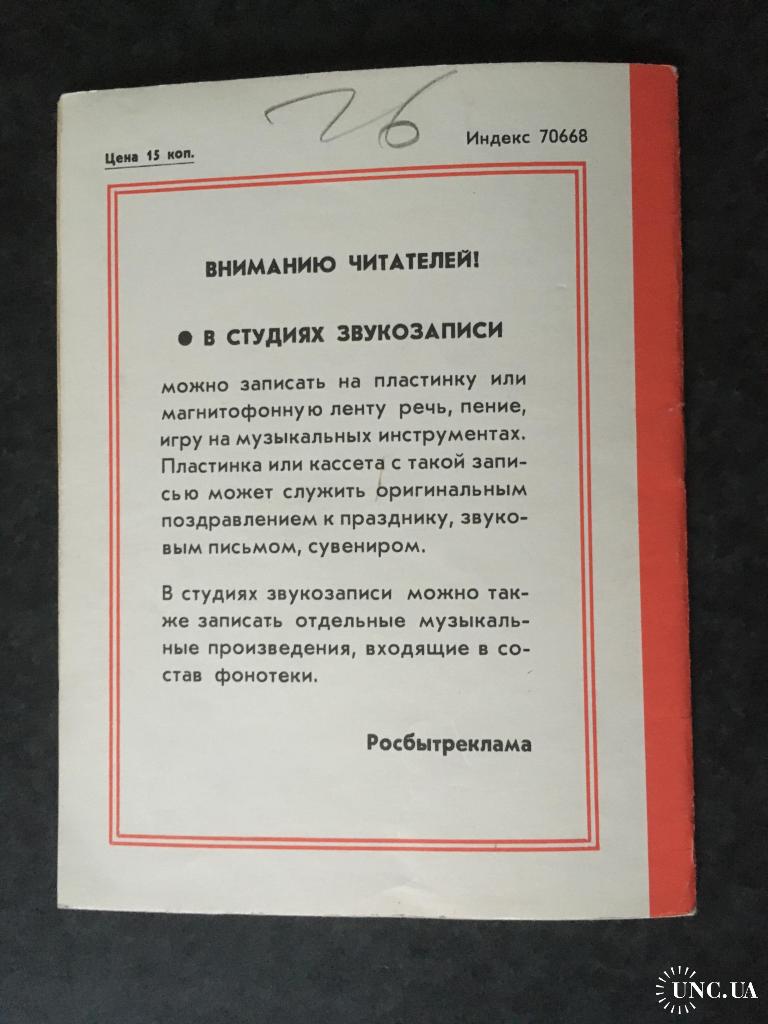 26
Цена 15 коп.
Индекс 70668
ВНИМАНИЮ ЧИТАТЕЛЕЙ!
● В СТУДИЯХ ЗВУКОЗАПИСИ
можно записать на пластинку или
магнитофонную ленту речь, пение,
игру на музыкальных инструментах.
Пластинка или кассета с такой запи-
сью может служить оригинальным
поздравлением к празднику, звуко-
вым письмом, сувениром.
В студиях звукозаписи можно так-
же записать отдельные музыкаль-
ные произведения, входящие в со-
став фонотеки.
Росбытреклама
UNC.UA